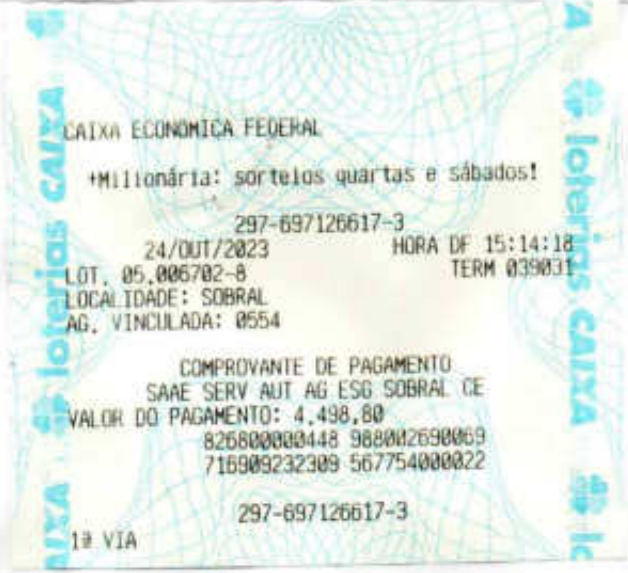 CAIXA ECONOMICA FEDERAL
+Milionária: sorteios quartas e sábados!
297-697126617-3
24/OUT/2023 HORA DF 15:14:18
LOT. 05.006702-8 TERM 039031
LOCALIDADE: SOBRAL
AG. VINCULADA: 0554
COMPROVANTE DE PAGAMENTO
SAAE SERV AUT AG ESG SOBRAL CE
VALOR DO PAGAMENTO: 4.498,80
826800000448 988002690069
716909232309 567754000022
297-697126617-3
1ª VIA
loterias CAIXA
loterias CAIXA